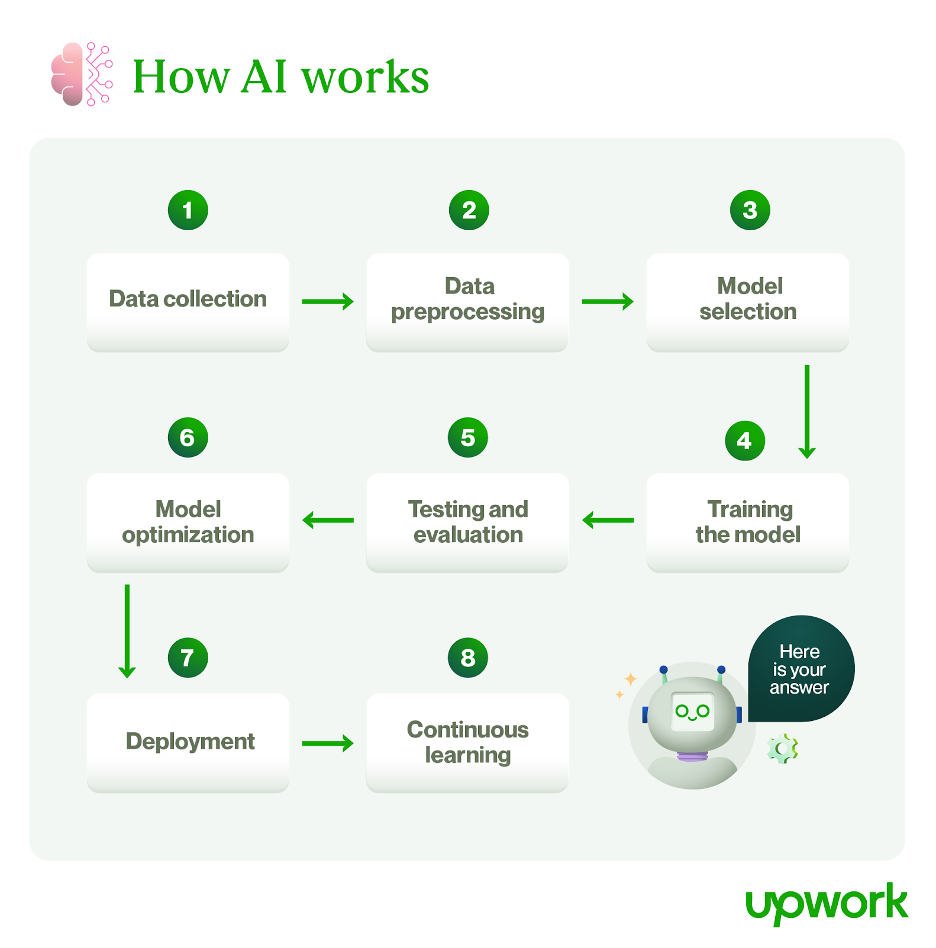 How AI works
1
2
3
Data collection
Data
preprocessing
Model
selection
6
5
4
Model
optimization
Testing and
evaluation
Training
the model
7
8
Here
is your
answer
Deployment
Continuous
learning
upwork